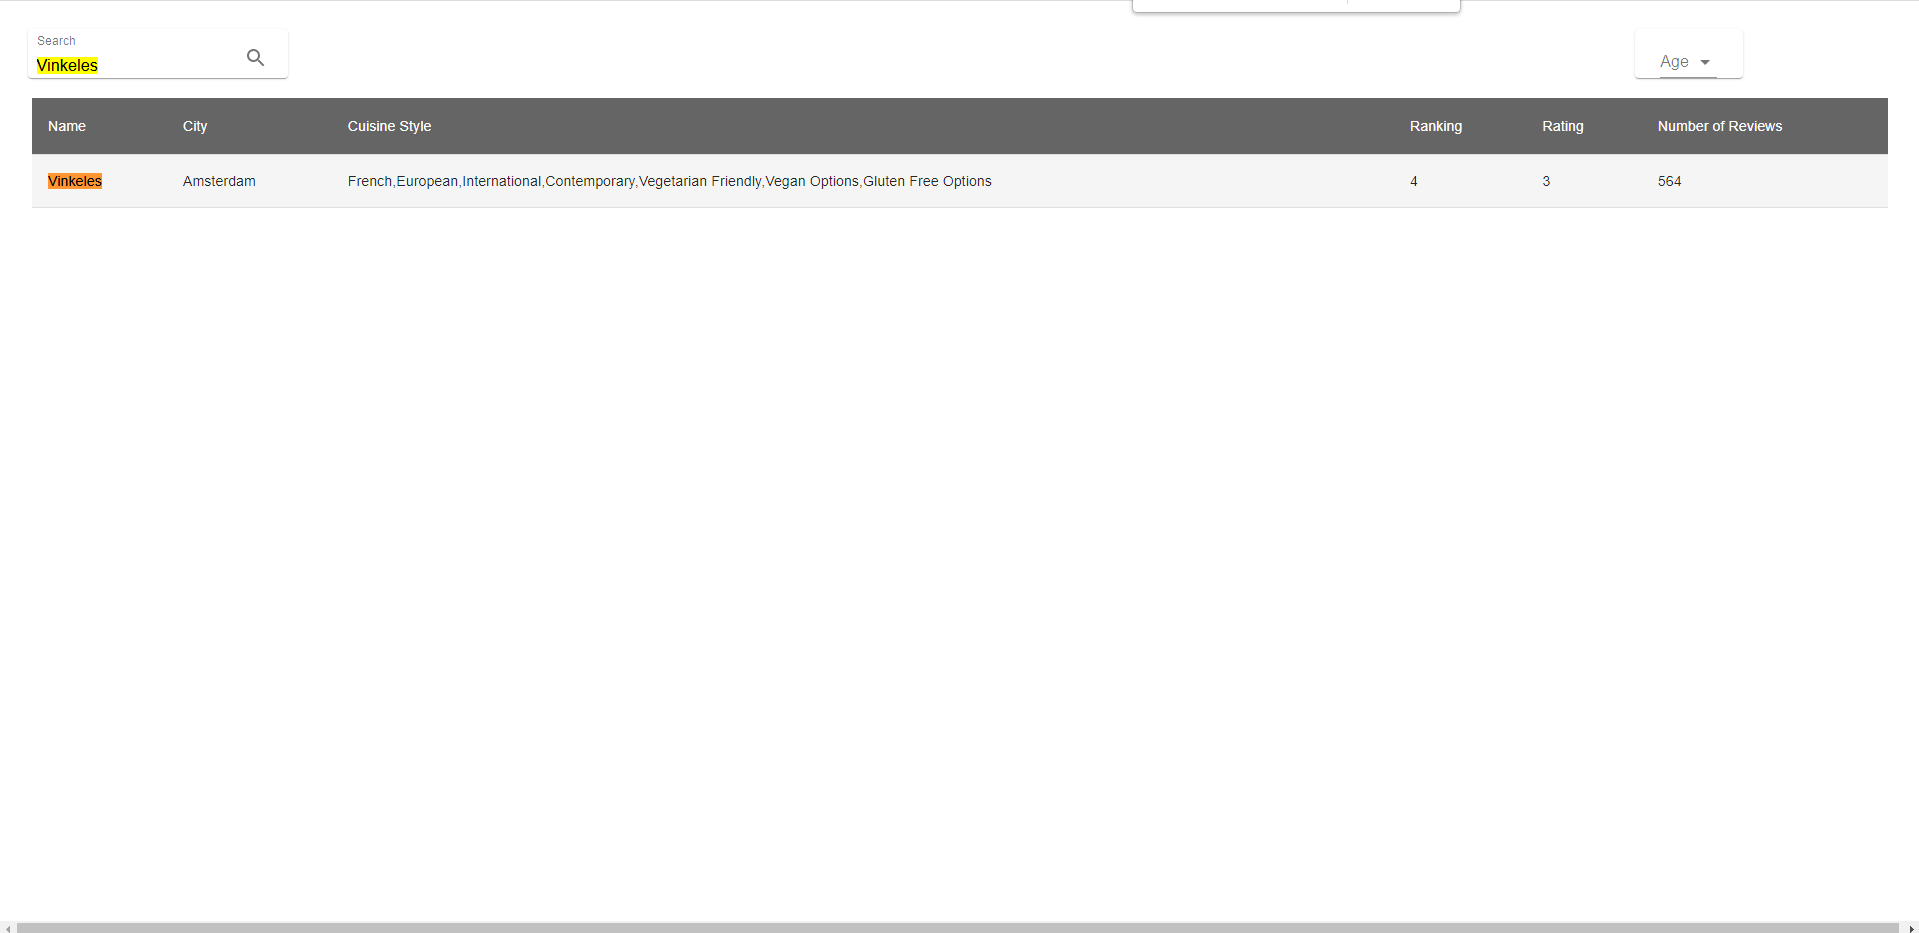 Search
Vinkeles
Age
Name City Cuisine Style Ranking Rating Number of Reviews
Vinkeles Amsterdam French,European,International,Contemporary,Vegetarian Friendly,Vegan Options,Gluten Free Options 4 3 564